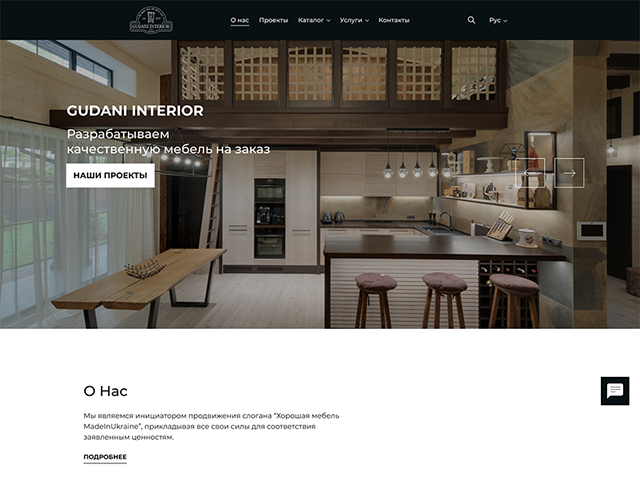 GUDANI INTERIOR
О нас
Проекты
Каталог
Услуги
Контакты
Рус
GUDANI INTERIOR
Разрабатываем
качественную мебель на заказ
НАШИ ПРОЕКТЫ
О Нас
Мы являемся инициатором продвижения слогана “Хорошая мебель
MadeInUkraine”, прикладывая все свои силы для соответствия
заявленным ценностям.
ПОДРОБНЕЕ